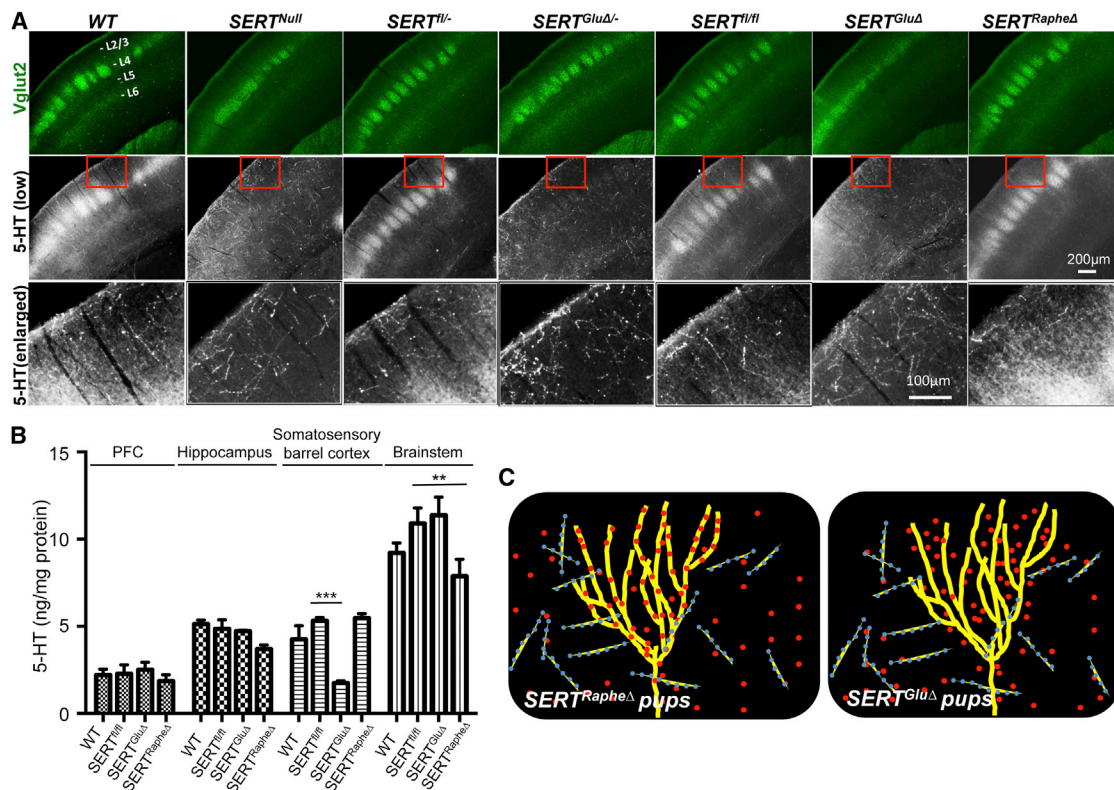 A
WT SERT^Null SERT^fl/- SERT^GluΔ/- SERT^fl/fl SERT^GluΔ SERT^RapheΔ
Vglut2
- L2/3
- L4
- L5
- L6
5-HT (low)
200µm
5-HT(enlarged)
100µm
B
5-HT (ng/mg protein)
15
10
5
0
PFC
Hippocampus
Somatosensory
barrel cortex
Brainstem
***
**
WT
SERT^fl/fl
SERT^GluΔ
SERT^RapheΔ
WT
SERT^fl/fl
SERT^GluΔ
SERT^RapheΔ
WT
SERT^fl/fl
SERT^GluΔ
SERT^RapheΔ
WT
SERT^fl/fl
SERT^GluΔ
SERT^RapheΔ
C
SERT^RapheΔ pups
SERT^GluΔ pups